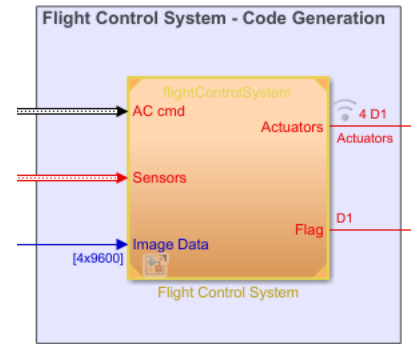 Flight Control System - Code Generation
flightControlSystem
AC cmd
4 D1
Actuators
Actuators
Sensors
D1
Flag
Image Data
[4x9600]
Flight Control System